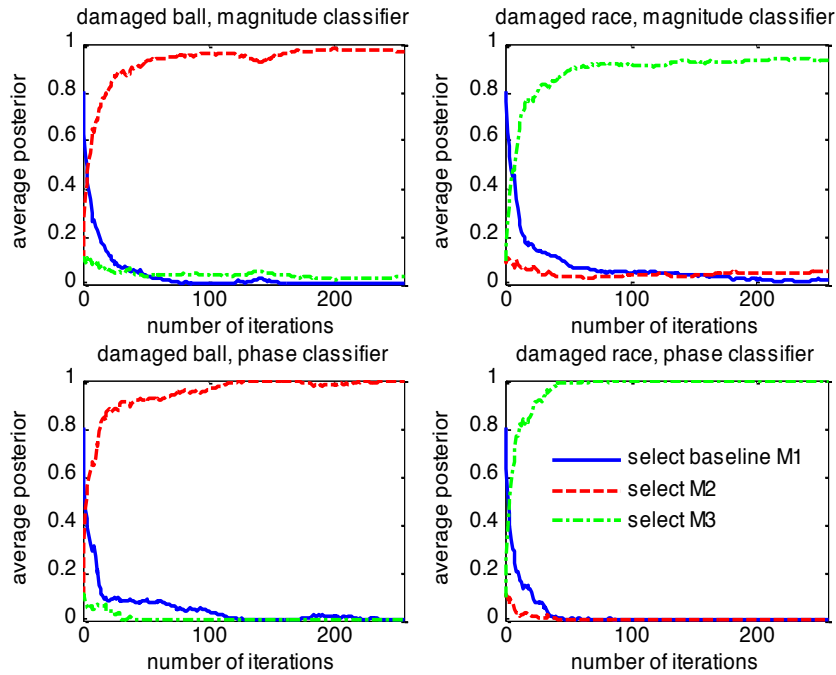 damaged ball, magnitude classifier
1
0.8
0.6
0.4
0.2
0
average posterior
0 100 200
number of iterations
damaged race, magnitude classifier
1
0.8
0.6
0.4
0.2
0
average posterior
0 100 200
number of iterations
damaged ball, phase classifier
1
0.8
0.6
0.4
0.2
0
average posterior
0 100 200
number of iterations
damaged race, phase classifier
1
0.8
0.6
0.4
0.2
0
average posterior
select baseline M1
select M2
select M3
0 100 200
number of iterations